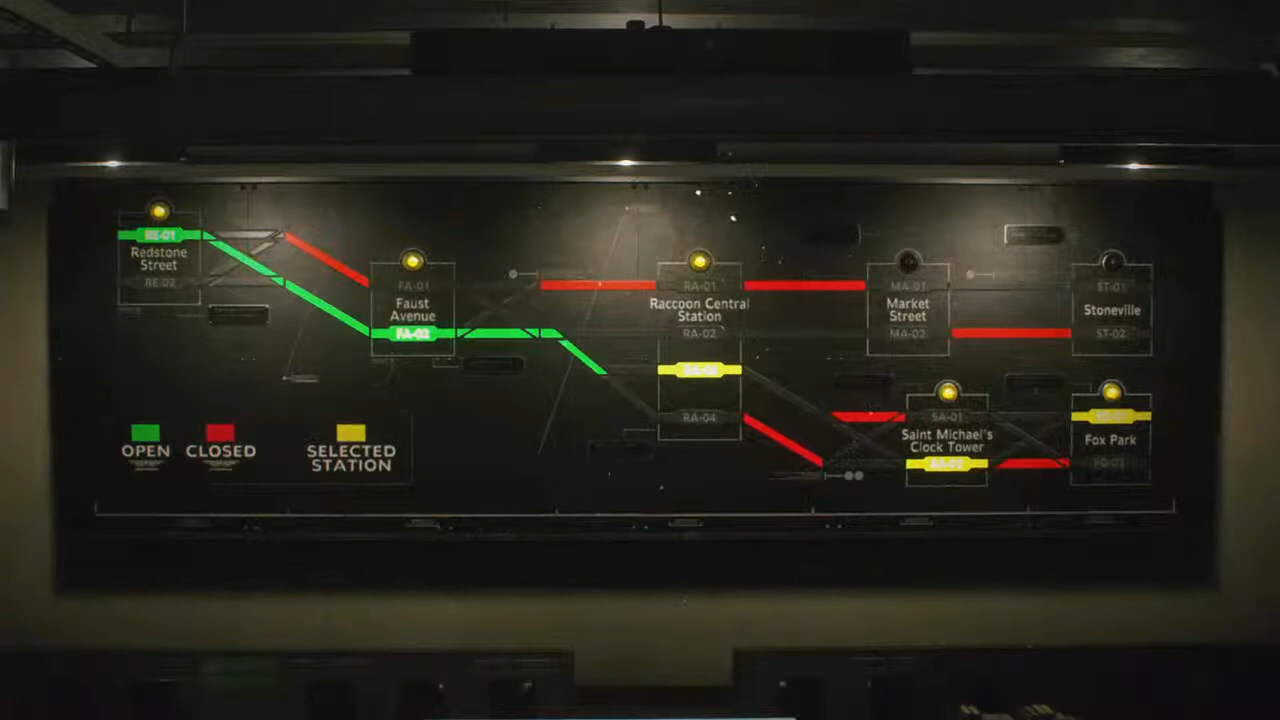 RE-01
Redstone
Street
RE-02
FA-01
Faust
Avenue
FA-02
RA-01
Raccoon Central
Station
RA-02
RA-04
MA-01
Market
Street
MA-02
ST-01
Stoneville
ST-02
SA-01
Saint Michael's
Clock Tower
SA-02
Fox Park
OPEN
CLOSED
SELECTED
STATION